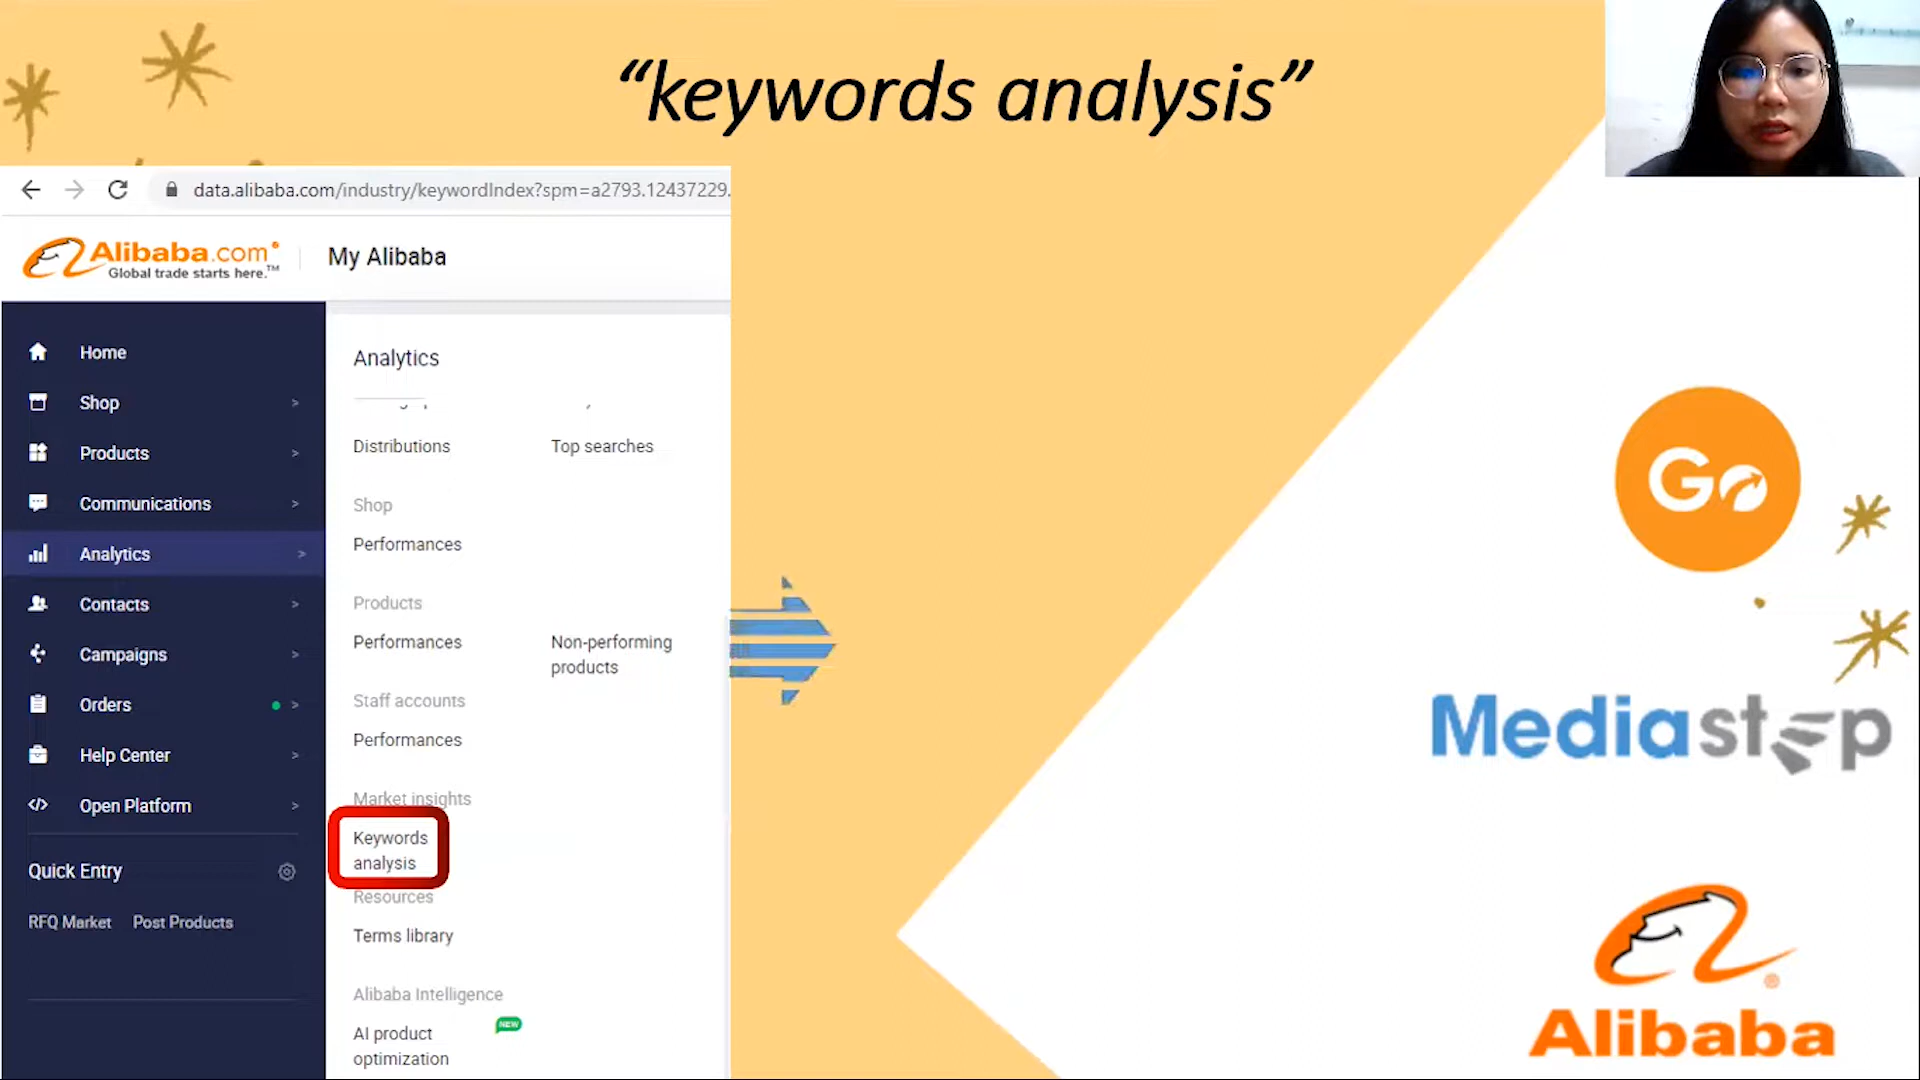 “keywords analysis”
data.alibaba.com/industry/keywordIndex?spm=a2793.12437229.
Alibaba.com
Global trade starts here.™
My Alibaba
Home
Shop
Products
Communications
Analytics
Contacts
Campaigns
Orders
Help Center
Open Platform
Quick Entry
RFQ Market Post Products
Analytics
Distributions Top searches
Shop
Performances
Products
Performances Non-performing
products
Staff accounts
Performances
Market insights
Keywords
analysis
Resources
Terms library
Alibaba Intelligence
AI product NEW
optimization
Go
Mediastep
Alibaba